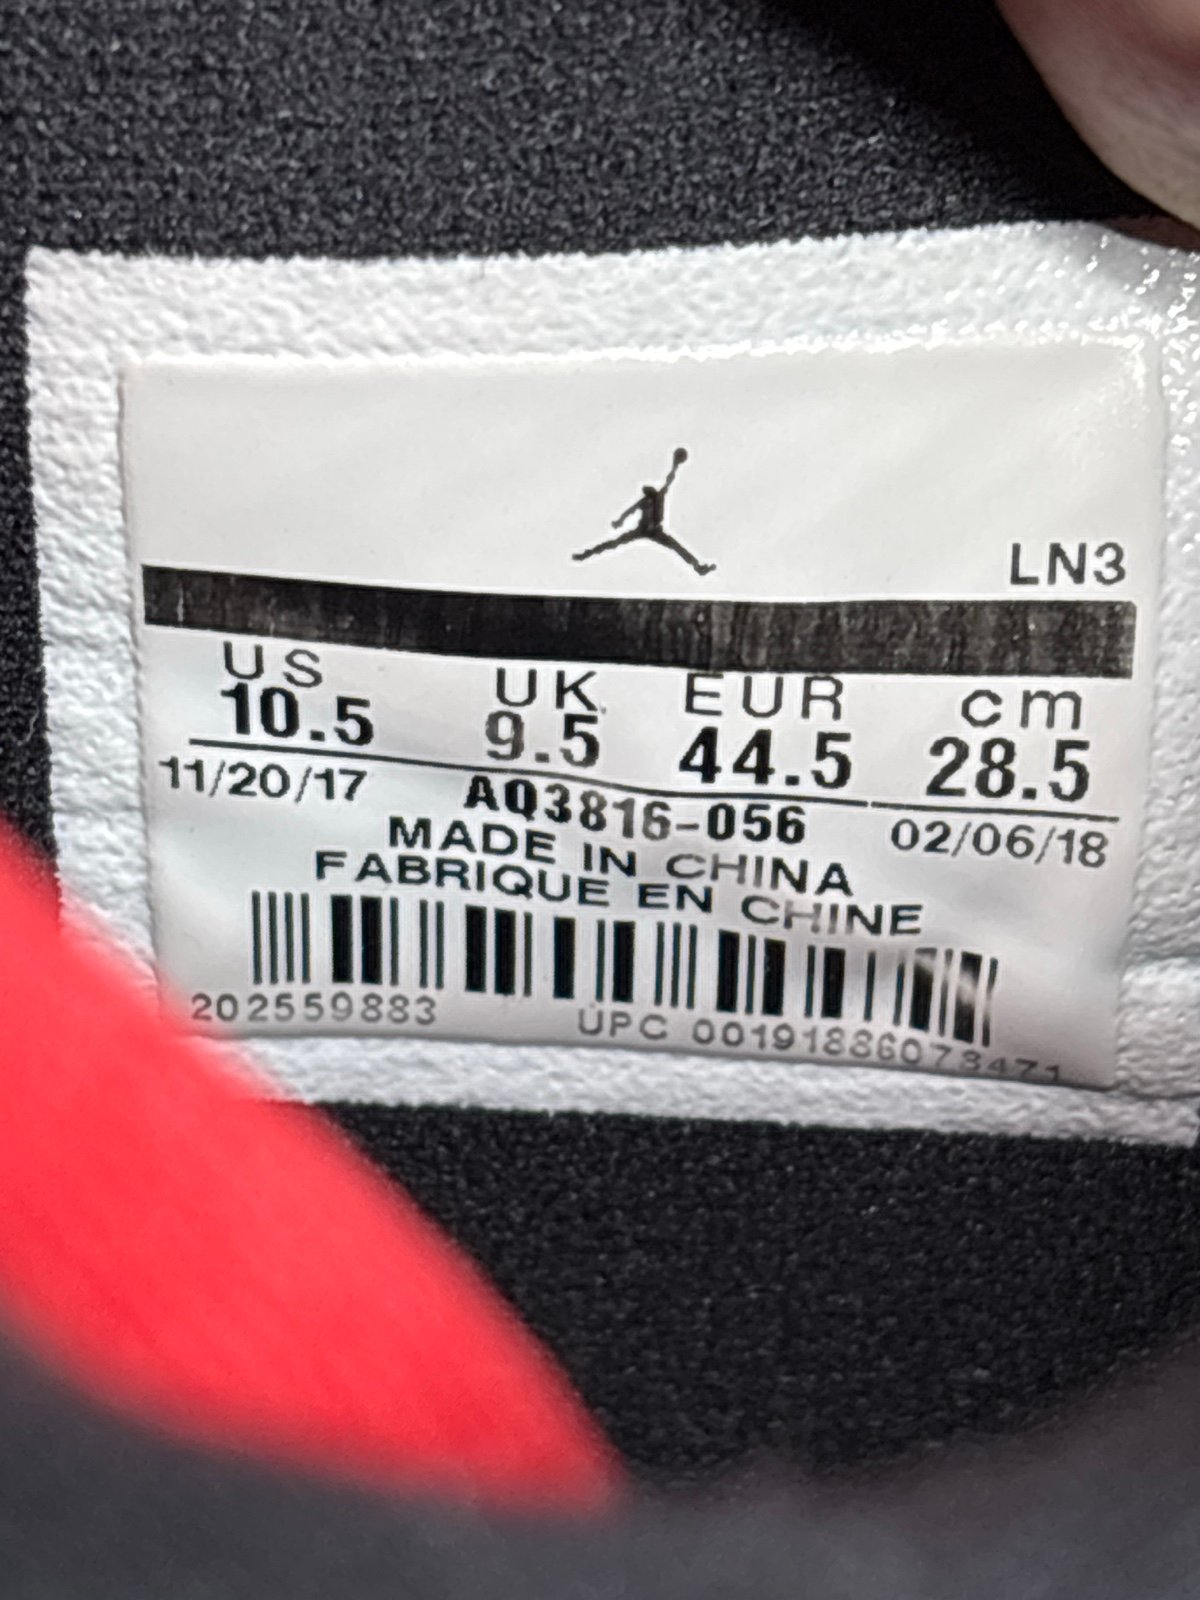 LN3
US UK EUR cm
10.5 9.5 44.5 28.5
11/20/17 AQ3816-056 02/06/18
MADE IN CHINA
FABRIQUE EN CHINE
202559883 UPC 00191886078471